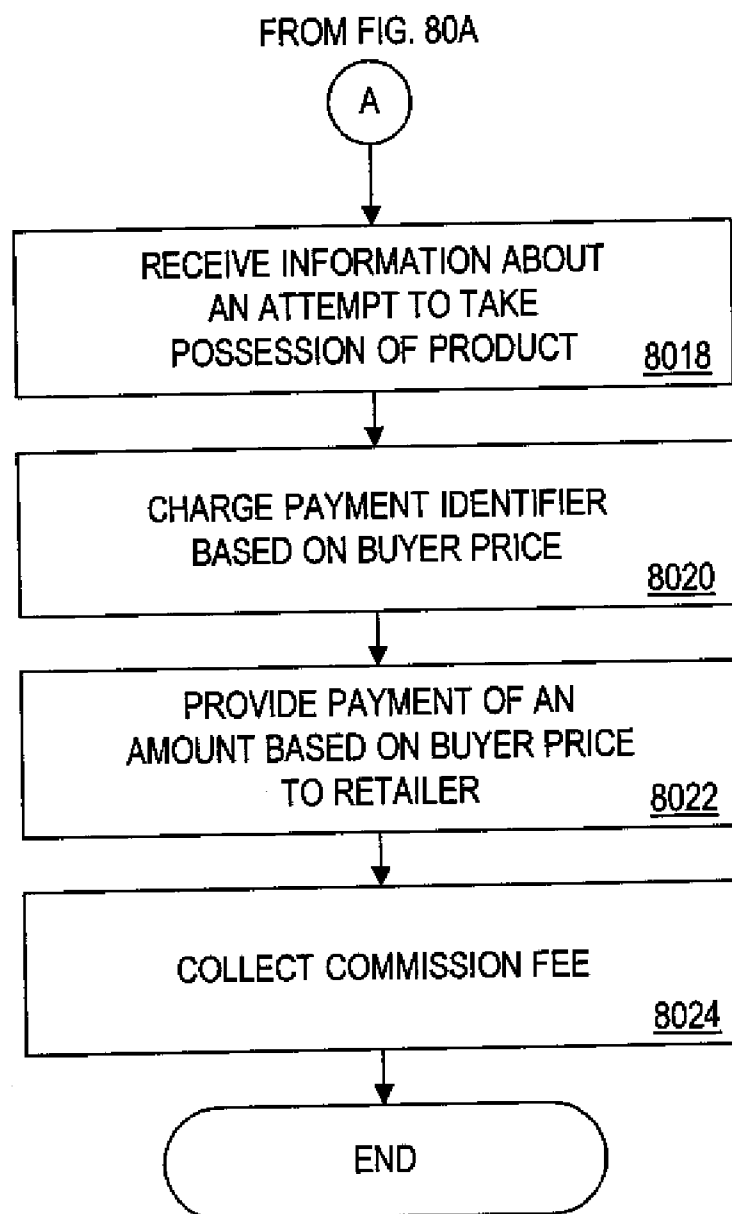 FROM FIG. 80A
A
RECEIVE INFORMATION ABOUT
AN ATTEMPT TO TAKE
POSSESSION OF PRODUCT
8018
CHARGE PAYMENT IDENTIFIER
BASED ON BUYER PRICE
8020
PROVIDE PAYMENT OF AN
AMOUNT BASED ON BUYER PRICE
TO RETAILER
8022
COLLECT COMMISSION FEE
8024
END